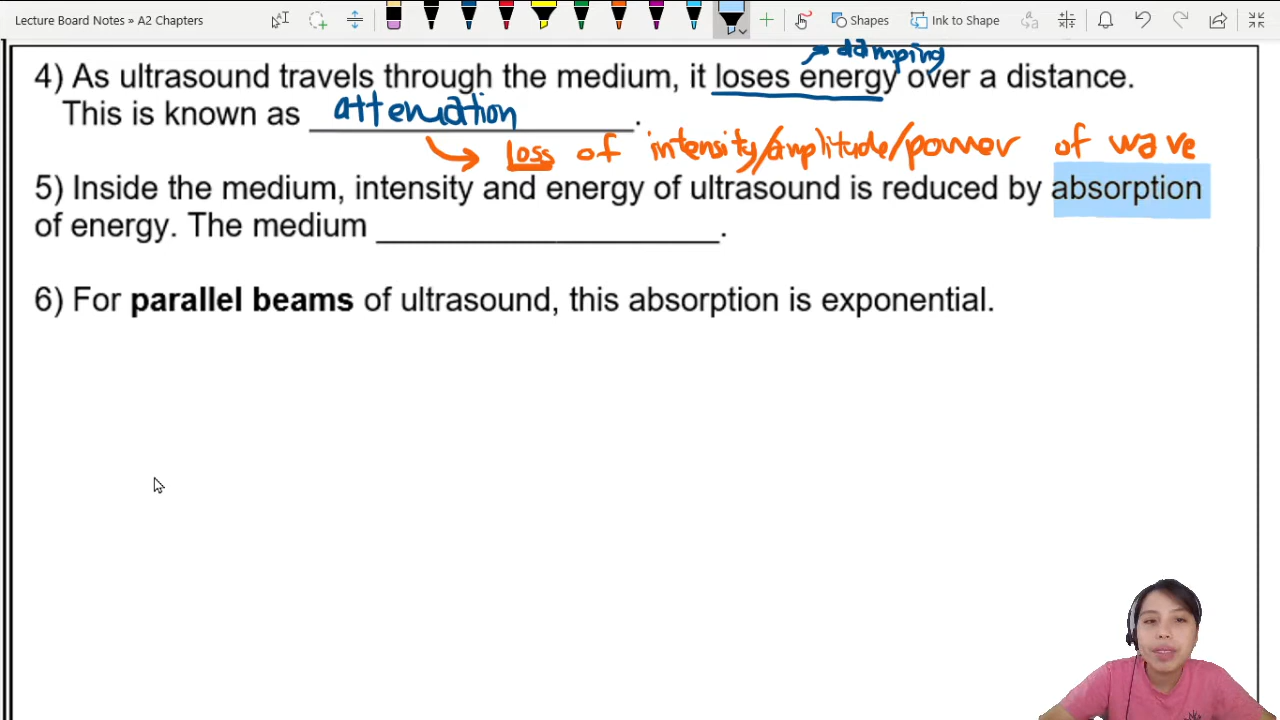 Lecture Board Notes » A2 Chapters
Shapes
Ink to Shape
damping
4) As ultrasound travels through the medium, it loses energy over a distance.
This is known as attenuation.
loss of intensity/amplitude/power of wave
5) Inside the medium, intensity and energy of ultrasound is reduced by absorption
of energy. The medium ____________________.
6) For parallel beams of ultrasound, this absorption is exponential.